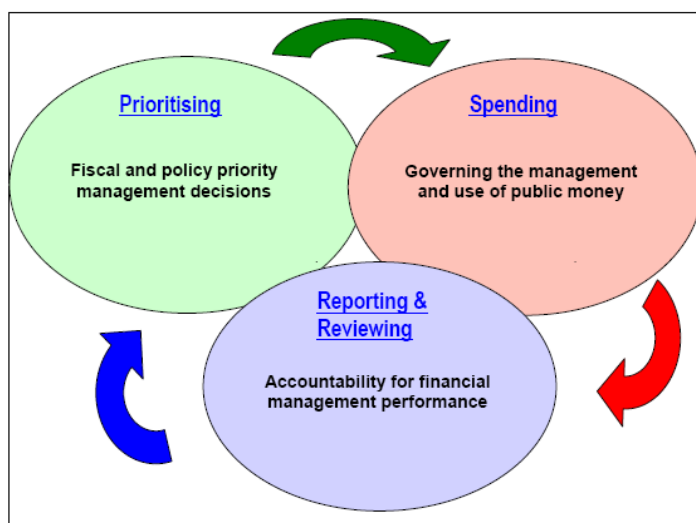 Prioritising
Fiscal and policy priority
management decisions
Spending
Governing the management
and use of public money
Reporting &
Reviewing
Accountability for financial
management performance